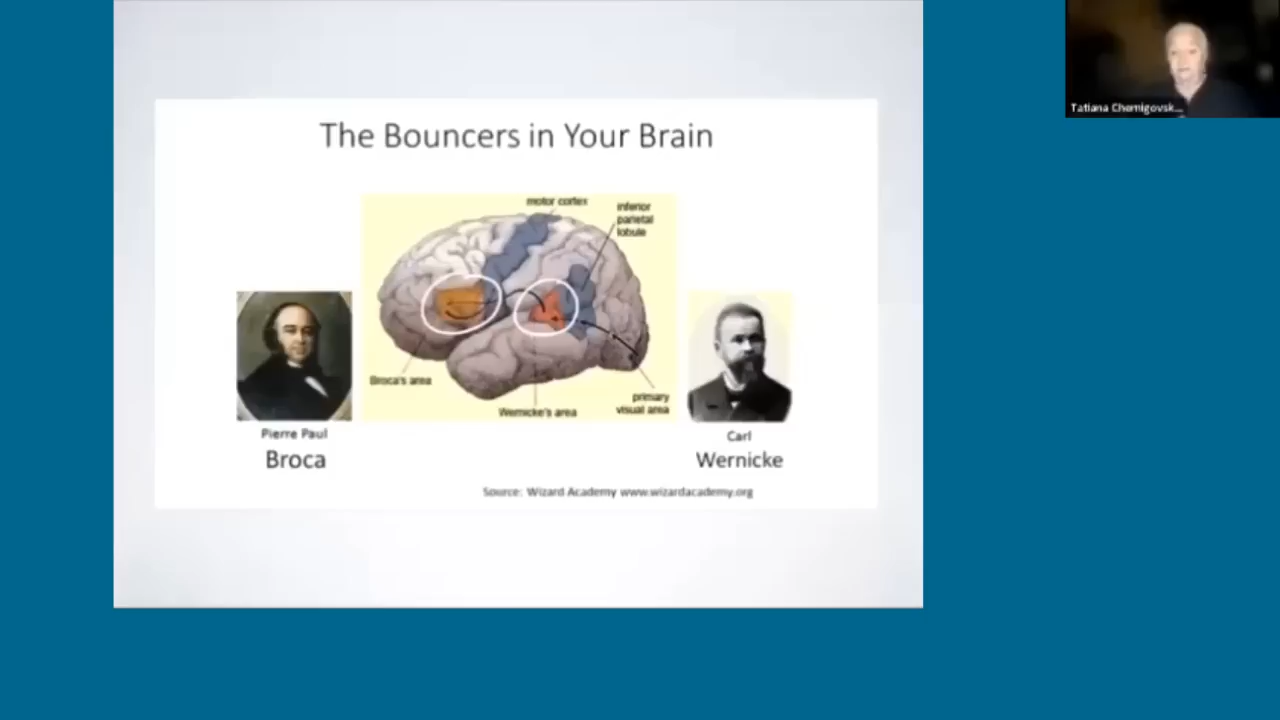 Tatiana Chernigovsk...
The Bouncers in Your Brain
motor cortex
inferior
parietal
lobule
Broca's area
Wernicke's area
primary
visual area
Pierre Paul
Broca
Carl
Wernicke
Source: Wizard Academy www.wizardacademy.org